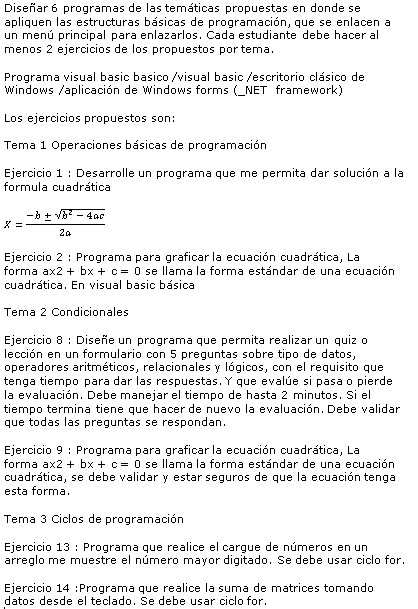 Diseñar 6 programas de las temáticas propuestas en donde se
apliquen las estructuras básicas de programación, que se enlacen a
un menú principal para enlazarlos. Cada estudiante debe hacer al
menos 2 ejercicios de los propuestos por tema.
Programa visual basic basico /visual basic /escritorio clásico de
Windows /aplicación de Windows forms (_NET framework)
Los ejercicios propuestos son:
Tema 1 Operaciones básicas de programación
Ejercicio 1 : Desarrolle un programa que me permita dar solución a la
formula cuadrática
X = (-b ± √(b² - 4ac)) / 2a
Ejercicio 2 : Programa para graficar la ecuación cuadrática, La
forma ax2 + bx + c = 0 se llama la forma estándar de una ecuación
cuadrática. En visual basic básica
Tema 2 Condicionales
Ejercicio 8 : Diseñe un programa que permita realizar un quiz o
lección en un formulario con 5 preguntas sobre tipo de datos,
operadores aritméticos, relacionales y lógicos, con el requisito que
tenga tiempo para dar las respuestas. Y que evalúe si pasa o pierde
la evaluación. Debe manejar el tiempo de hasta 2 minutos. Si el
tiempo termina tiene que hacer de nuevo la evaluación. Debe validar
que todas las preguntas se respondan.
Ejercicio 9 : Programa para graficar la ecuación cuadrática, La
forma ax2 + bx + c = 0 se llama la forma estándar de una ecuación
cuadrática, se debe validar y estar seguros de que la ecuación tenga
esta forma.
Tema 3 Ciclos de programación
Ejercicio 13 : Programa que realice el cargue de números en un
arreglo me muestre el número mayor digitado. Se debe usar ciclo for.
Ejercicio 14 :Programa que realice la suma de matrices tomando
datos desde el teclado. Se debe usar ciclo for.